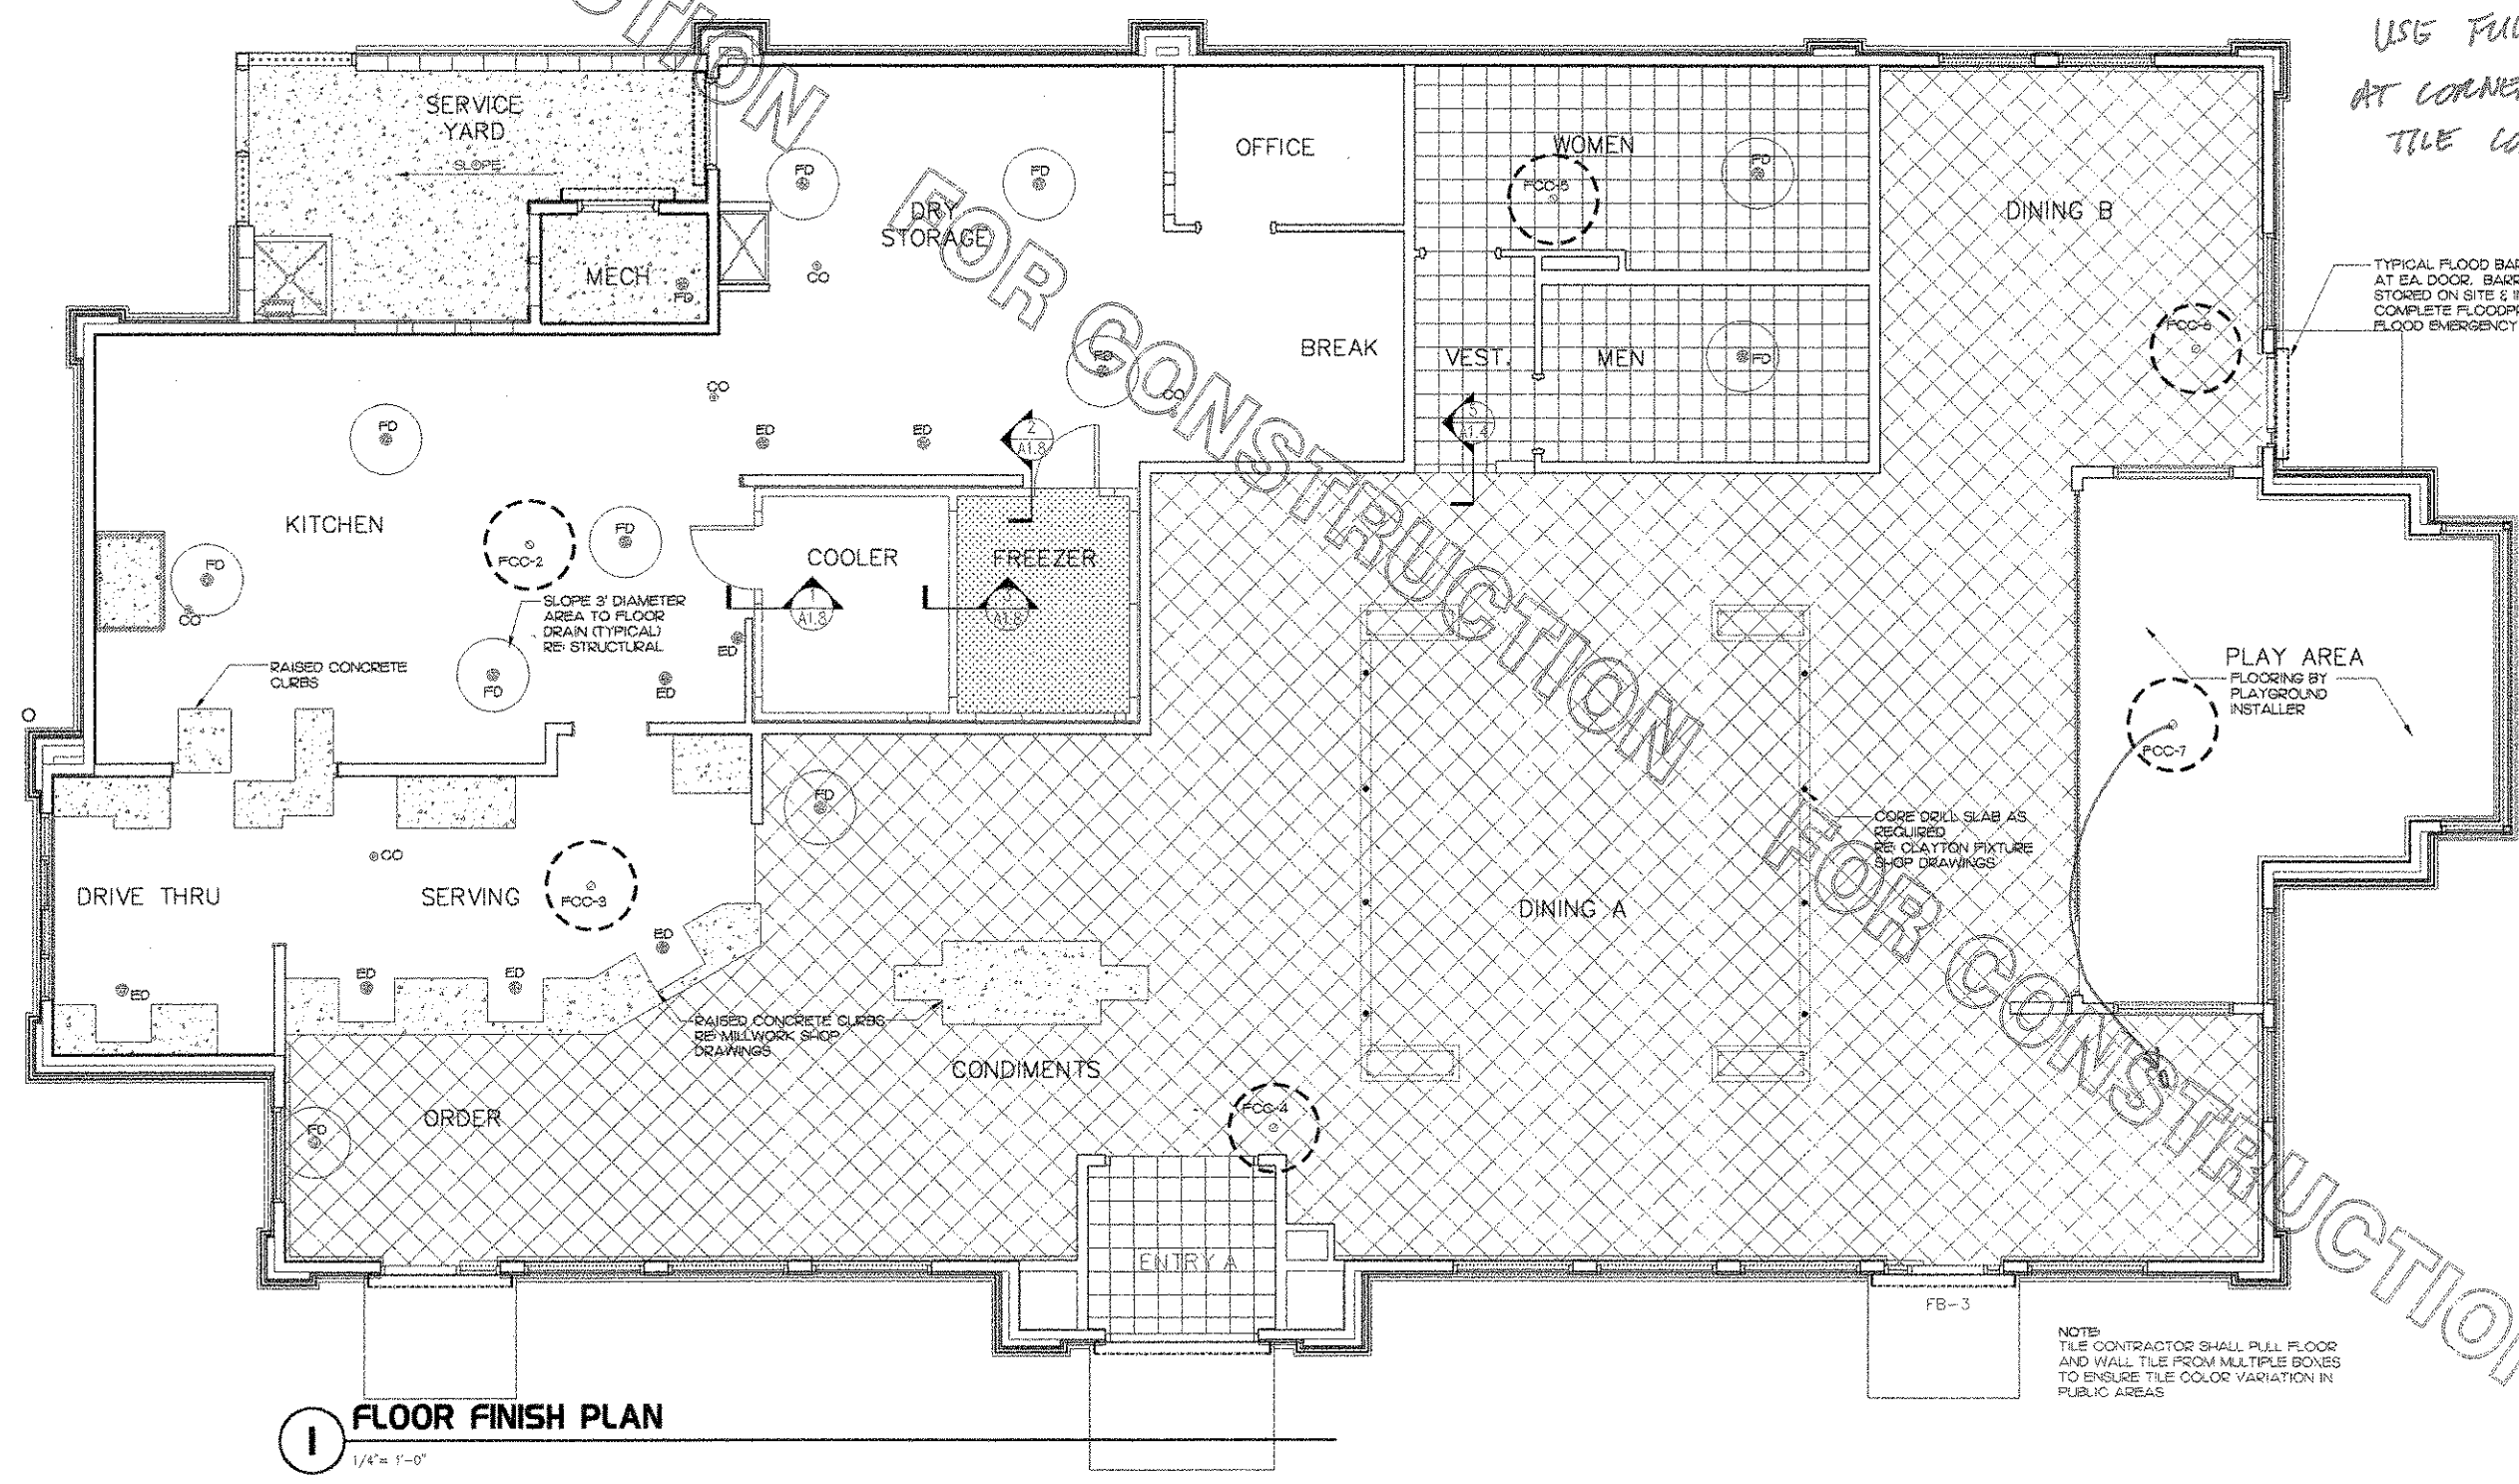 USE
AT
TILE
SERVICE
YARD
SLOPE
MECH
FD
FD
FD
DRY
STORAGE
CO
OFFICE
WOMEN
FCC-5
FD
DINING B
TYPICAL FLOOD
AT EA. DOOR.
STORED ON SITE &
COMPLETE
FLOOD EMERGENCY
FCC-6
BREAK
VEST.
MEN
FD
FD
CO
CO
FD
ED
ED
2
A1.8
5
A1.4
KITCHEN
FD
FCC-2
FD
CO
COOLER
FREEZER
1
A1.8
A1.8
SLOPE 3' DIAMETER
AREA TO FLOOR
DRAIN (TYPICAL)
RE: STRUCTURAL
ED
ED
FD
RAISED CONCRETE
CURBS
PLAY AREA
FLOORING BY
PLAYGROUND
INSTALLER
FCC-7
FD
CORE DRILL SLAB AS
REQUIRED
RE: CLAYTON FIXTURE
SHOP DRAWINGS
CO
DRIVE THRU
SERVING
FCC-3
DINING A
ED
ED
ED
ED
RAISED CONCRETE CURBS
RE: MILLWORK SHOP
DRAWINGS
CONDIMENTS
ORDER
FD
FCC-4
ENTRY A
FB-3
NOTE:
TILE CONTRACTOR SHALL PULL FLOOR
AND WALL TILE FROM MULTIPLE BOXES
TO ENSURE TILE COLOR VARIATION IN
PUBLIC AREAS
1 FLOOR FINISH PLAN
1/4"= 1'-0"
FOR CONSTRUCTION
FOR CONSTRUCTION